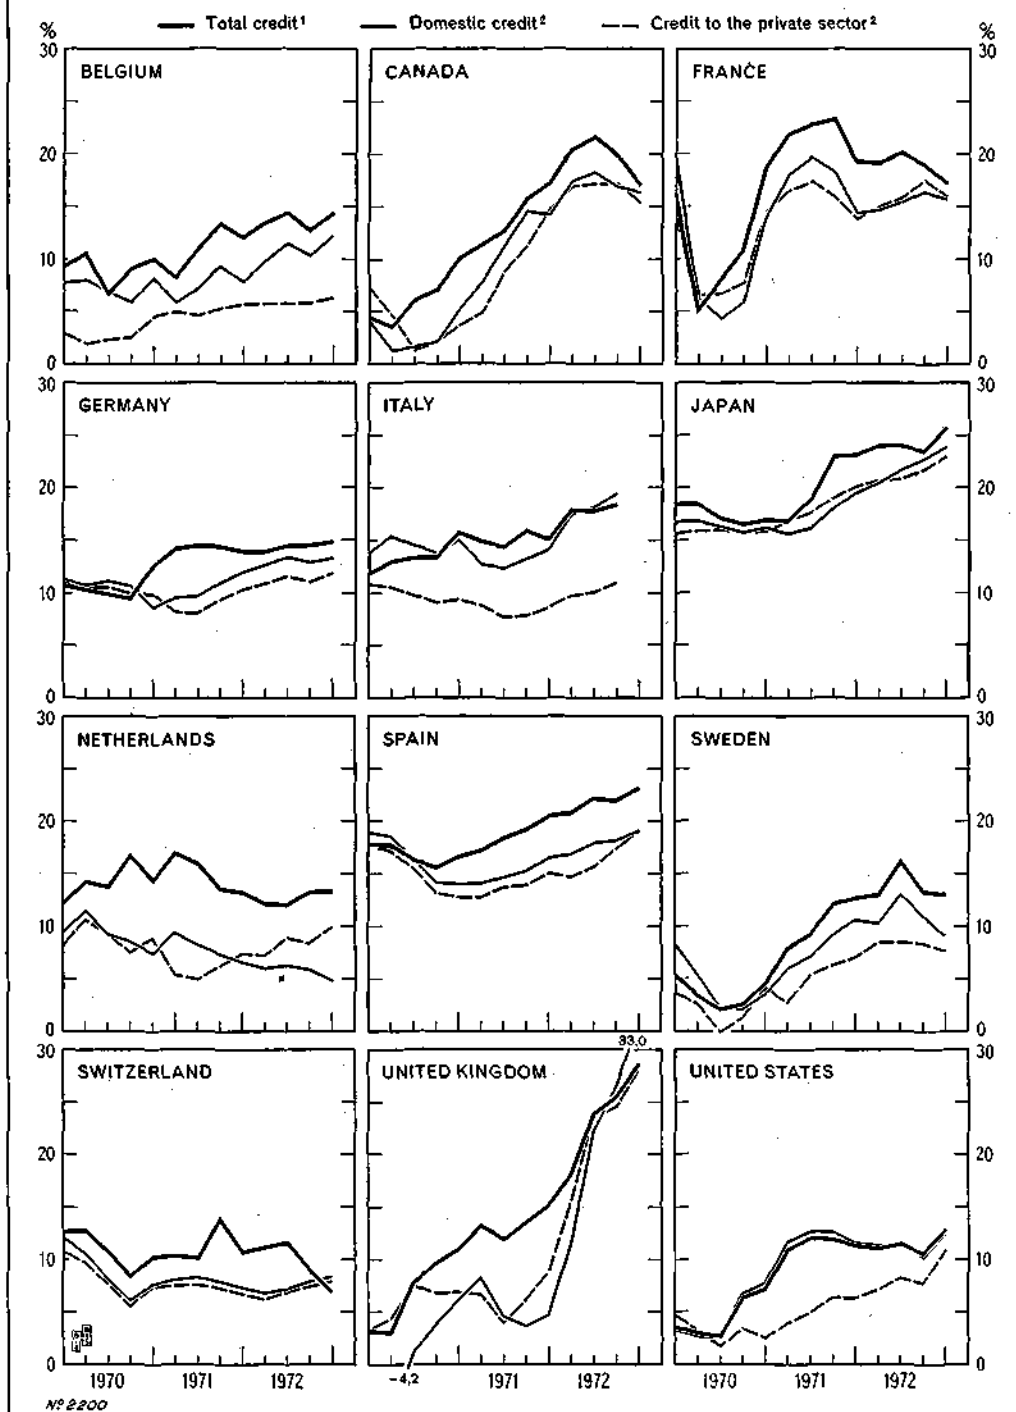 Total credit¹ Domestic credit² Credit to the private sector²
% %
30 BELGIUM CANADA FRANCE 30
20 20
10 10
0 0
30 GERMANY ITALY JAPAN 30
20 20
10 10
0 0
30 NETHERLANDS SPAIN SWEDEN 30
20 20
10 10
0 0
33.0
30 SWITZERLAND UNITED KINGDOM UNITED STATES 30
20 20
10 10
0 0
1970 1971 1972 -4,2 1971 1972 1970 1971 1972
Nº 2200